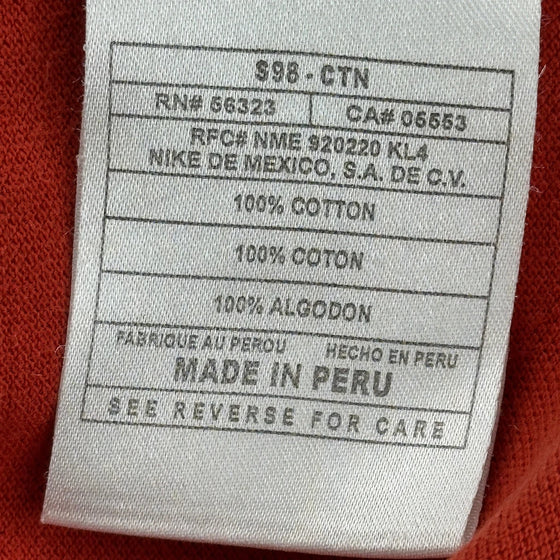 S98 - CTN
RN# 56323 CA# 05553
RFC# NME 920220 KL4
NIKE DE MEXICO, S.A. DE C.V.
100% COTTON
100% COTON
100% ALGODON
FABRIQUE AU PEROU HECHO EN PERU
MADE IN PERU
SEE REVERSE FOR CARE